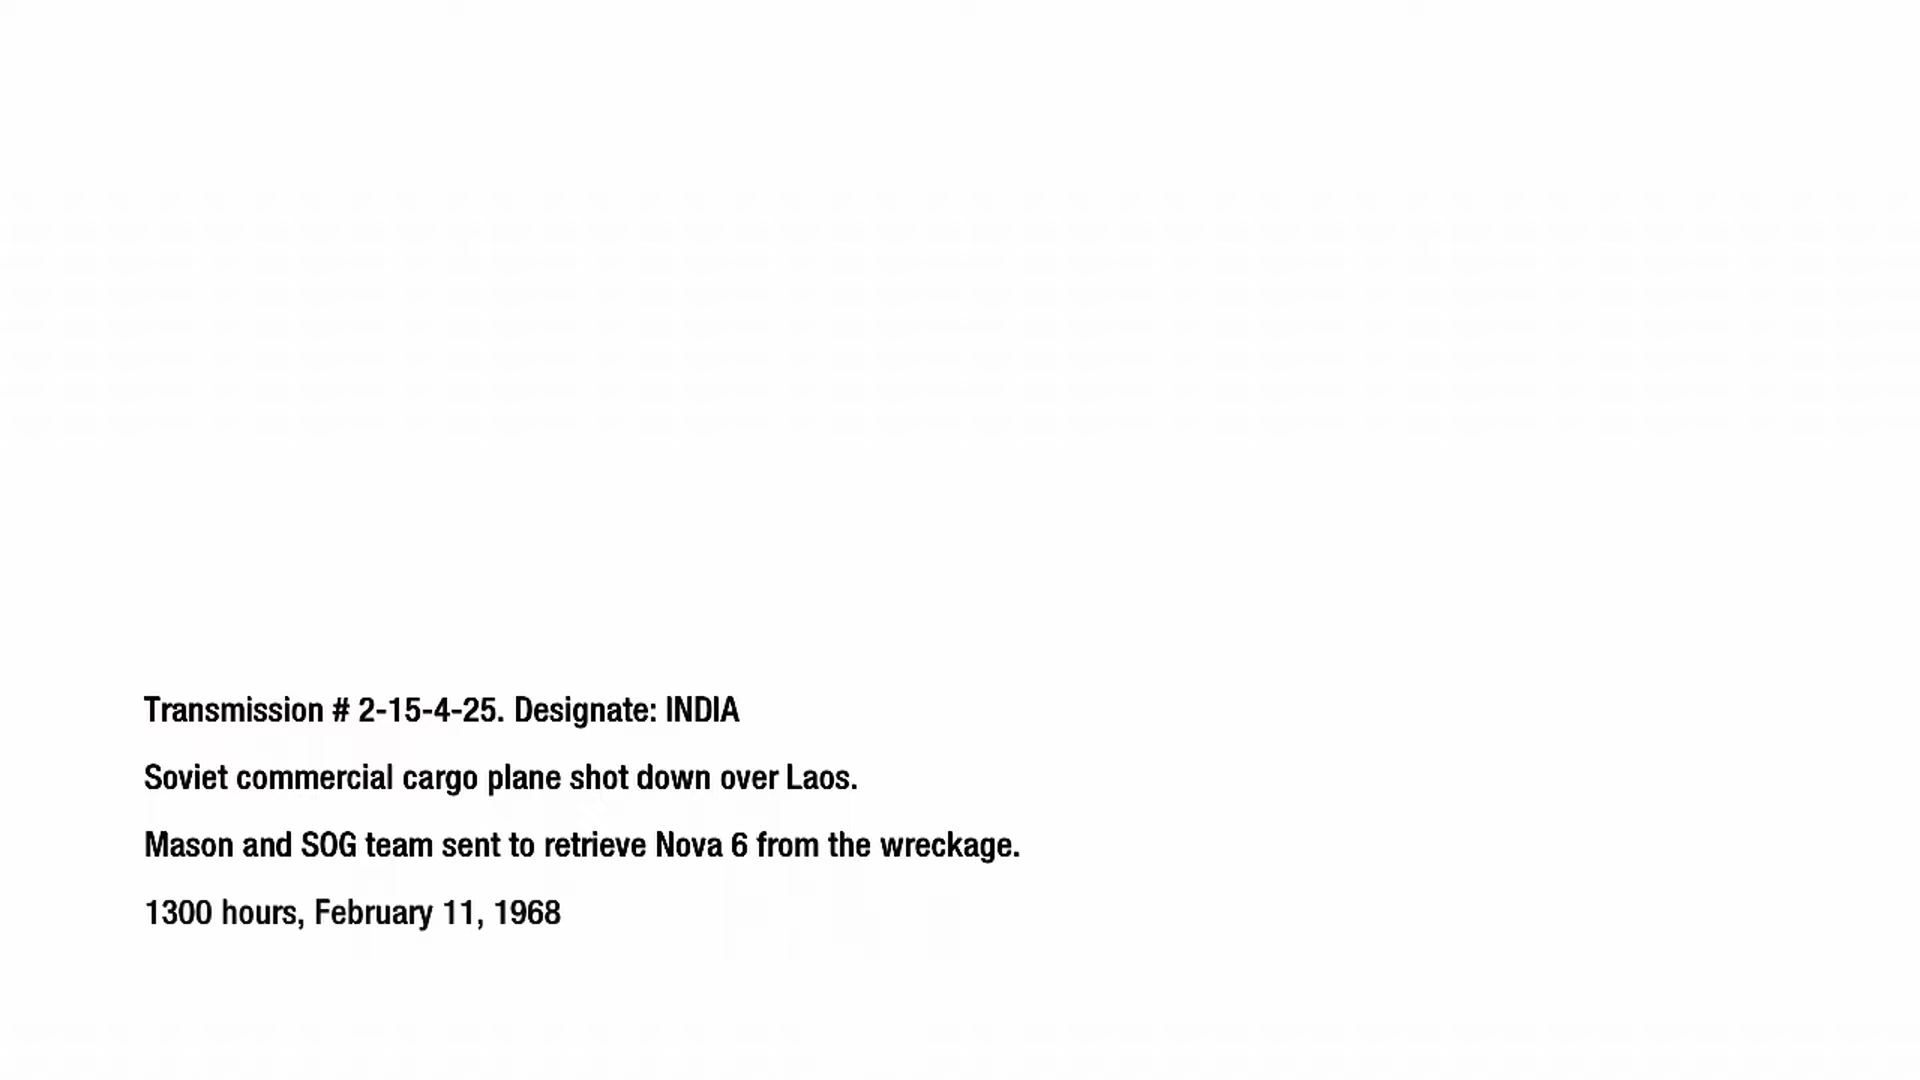 Transmission # 2-15-4-25. Designate: INDIA
Soviet commercial cargo plane shot down over Laos.
Mason and SOG team sent to retrieve Nova 6 from the wreckage.
1300 hours, February 11, 1968